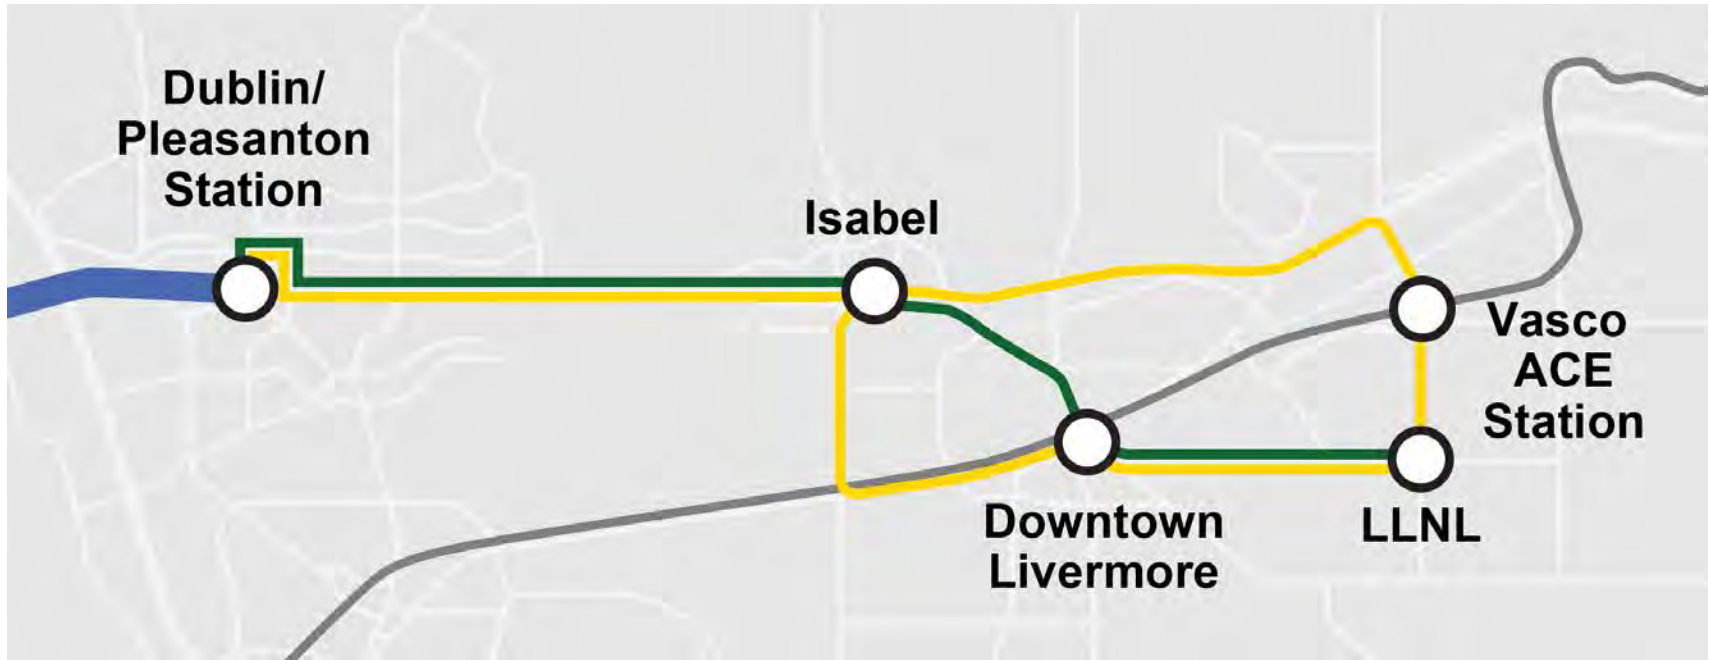 Dublin/
Pleasanton
Station
Isabel
Vasco
ACE
Station
Downtown
Livermore
LLNL